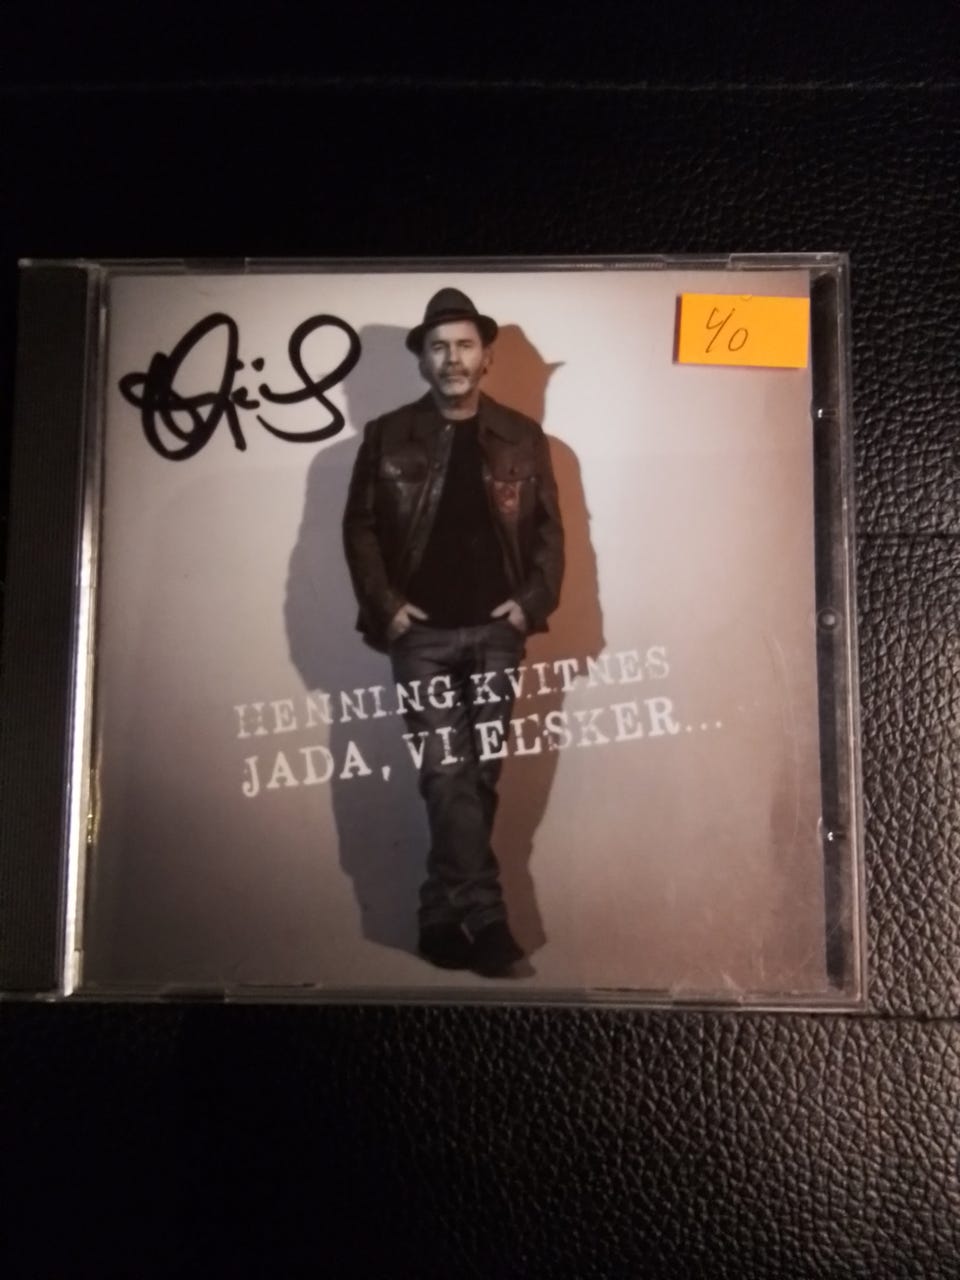 40
HENNING KVITNES
JADA, VI ELSKER...